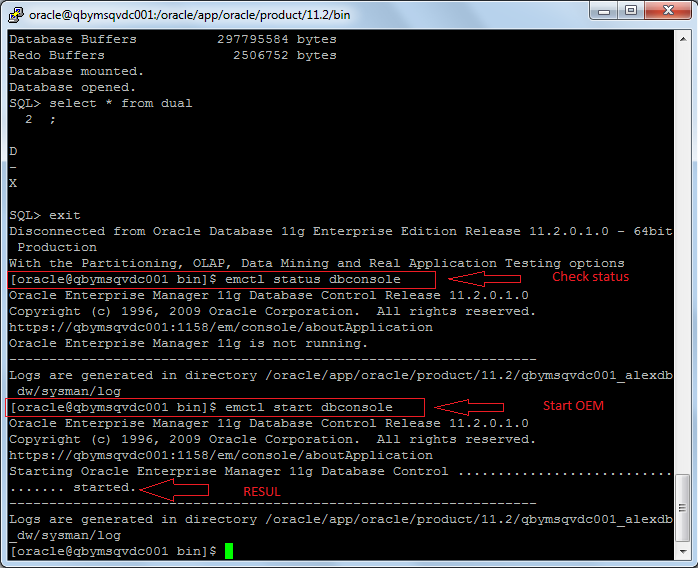 oracle@qbymsqvdc001:/oracle/app/oracle/product/11.2/bin
Database Buffers 297795584 bytes
Redo Buffers 2506752 bytes
Database mounted.
Database opened.
SQL> select * from dual
2 ;
D
-
X
SQL> exit
Disconnected from Oracle Database 11g Enterprise Edition Release 11.2.0.1.0 - 64bit
Production
With the Partitioning, OLAP, Data Mining and Real Application Testing options
[oracle@qbymsqvdc001 bin]$ emctl status dbconsole Check status
Oracle Enterprise Manager 11g Database Control Release 11.2.0.1.0
Copyright (c) 1996, 2009 Oracle Corporation. All rights reserved.
https://qbymsqvdc001:1158/em/console/aboutApplication
Oracle Enterprise Manager 11g is not running.
------------------------------------------------------------------
Logs are generated in directory /oracle/app/oracle/product/11.2/qbymsqvdc001_alexdb
_dw/sysman/log
[oracle@qbymsqvdc001 bin]$ emctl start dbconsole Start OEM
Oracle Enterprise Manager 11g Database Control Release 11.2.0.1.0
Copyright (c) 1996, 2009 Oracle Corporation. All rights reserved.
https://qbymsqvdc001:1158/em/console/aboutApplication
Starting Oracle Enterprise Manager 11g Database Control ...........................
....... started. RESUL
------------------------------------------------------------------
Logs are generated in directory /oracle/app/oracle/product/11.2/qbymsqvdc001_alexdb
_dw/sysman/log
[oracle@qbymsqvdc001 bin]$